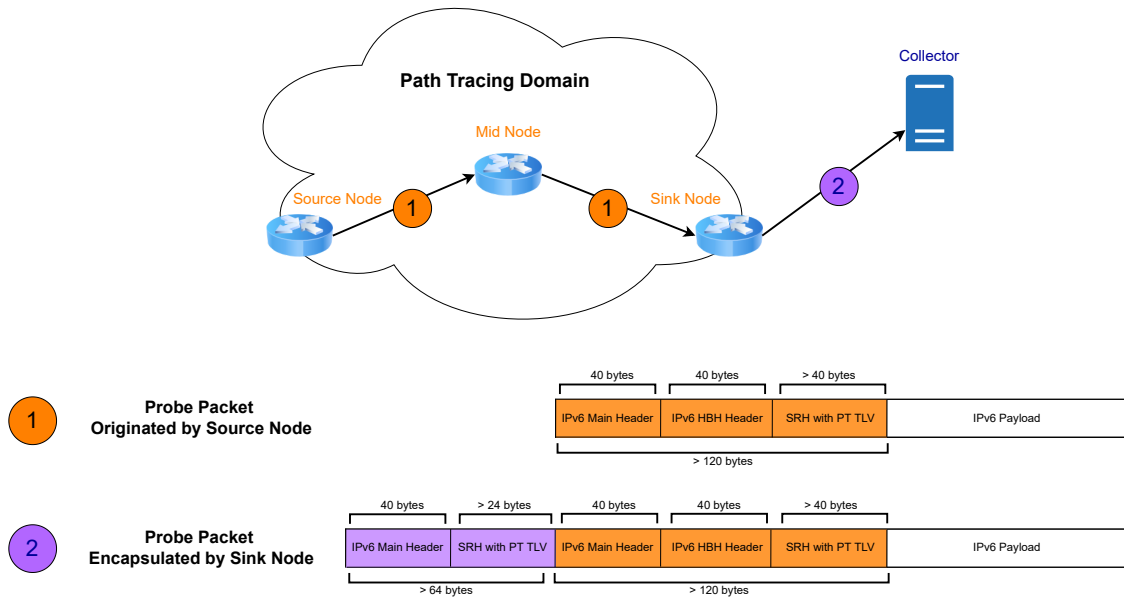 Collector
Path Tracing Domain
Mid Node
2
Source Node
Sink Node
1
1
40 bytes
40 bytes
> 40 bytes
1
Probe Packet
Originated by Source Node
IPv6 Main Header
IPv6 HBH Header
SRH with PT TLV
IPv6 Payload
> 120 bytes
40 bytes
> 24 bytes
40 bytes
40 bytes
> 40 bytes
2
Probe Packet
Encapsulated by Sink Node
IPv6 Main Header
SRH with PT TLV
IPv6 Main Header
IPv6 HBH Header
SRH with PT TLV
IPv6 Payload
> 64 bytes
> 120 bytes